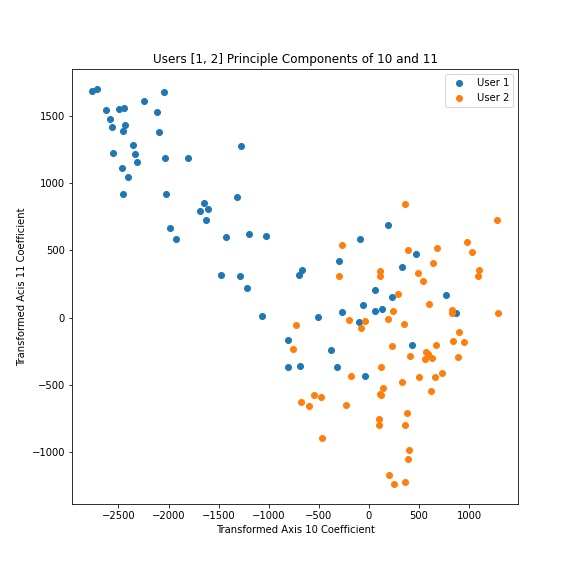 Users [1, 2] Principle Components of 10 and 11
User 1
User 2
Transformed Acis 11 Coefficient
1500
1000
500
0
−500
−1000
−2500 −2000 −1500 −1000 −500 0 500 1000
Transformed Axis 10 Coefficient